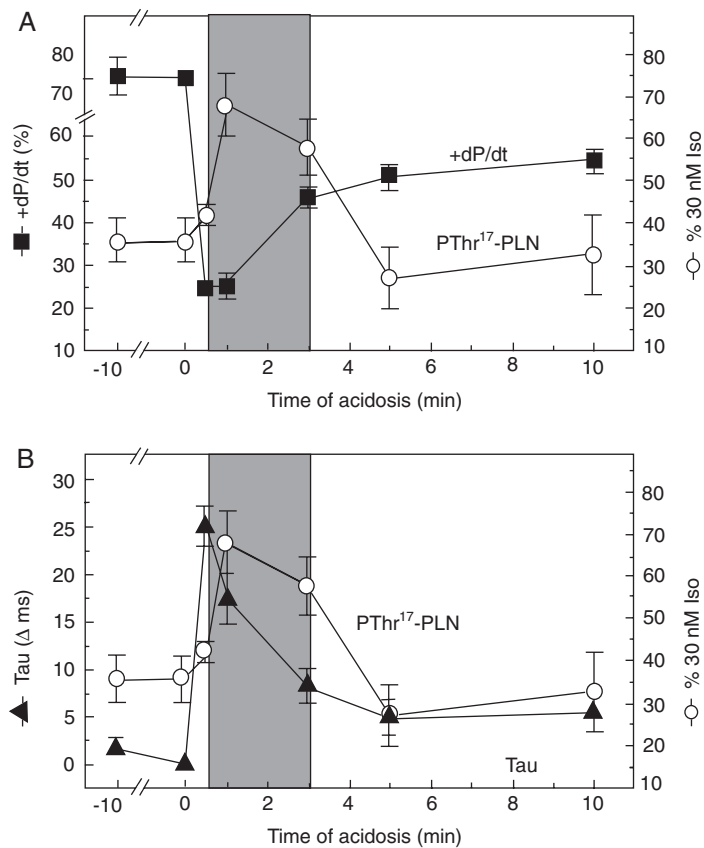 A
80
70
60
50
40
30
20
10
+dP/dt (%)
+dP/dt
PThr17-PLN
80
70
60
50
40
30
20
10
% 30 nM Iso
-10 0 2 4 6 8 10
Time of acidosis (min)
B
30
25
20
15
10
5
0
Tau (Δ ms)
PThr17-PLN
Tau
80
70
60
50
40
30
20
10
% 30 nM Iso
-10 0 2 4 6 8 10
Time of acidosis (min)